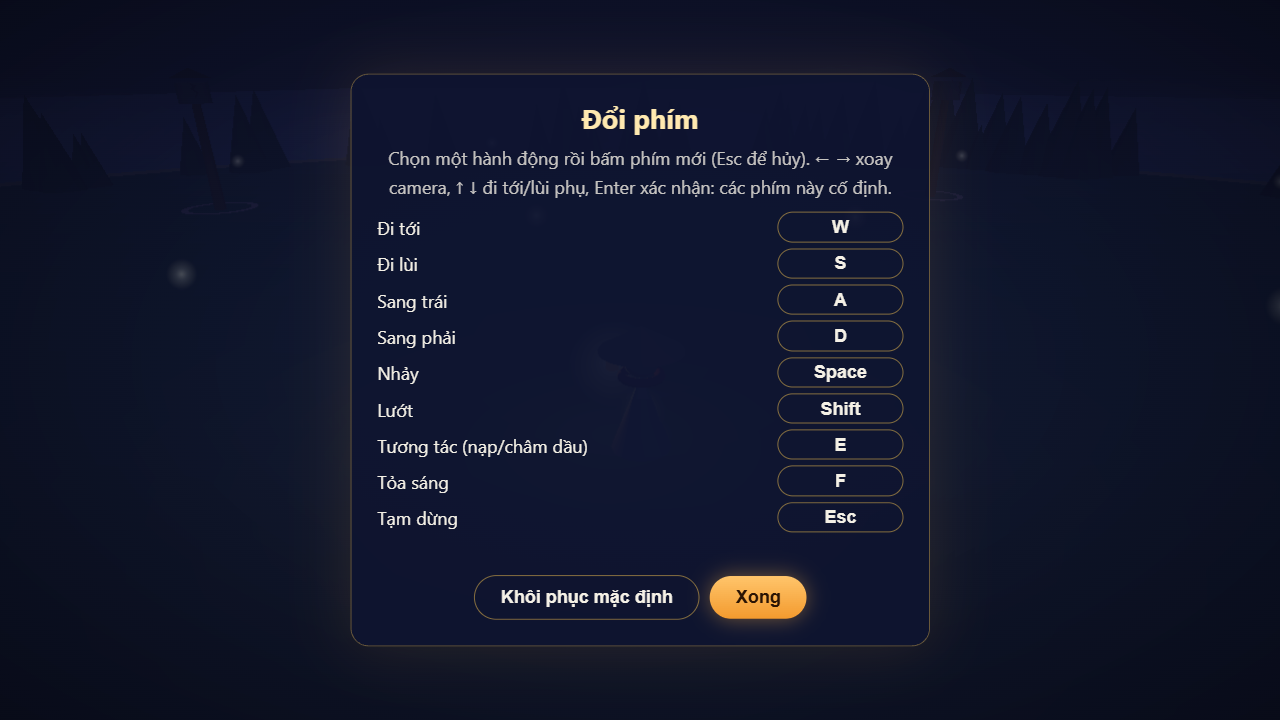 Đổi phím
Chọn một hành động rồi bấm phím mới (Esc để hủy). ← → xoay
camera, ↑ ↓ đi tới/lùi phụ, Enter xác nhận: các phím này cố định.
Đi tới W
Đi lùi S
Sang trái A
Sang phải D
Nhảy Space
Lướt Shift
Tương tác (nạp/châm dầu) E
Tỏa sáng F
Tạm dừng Esc
Khôi phục mặc định Xong